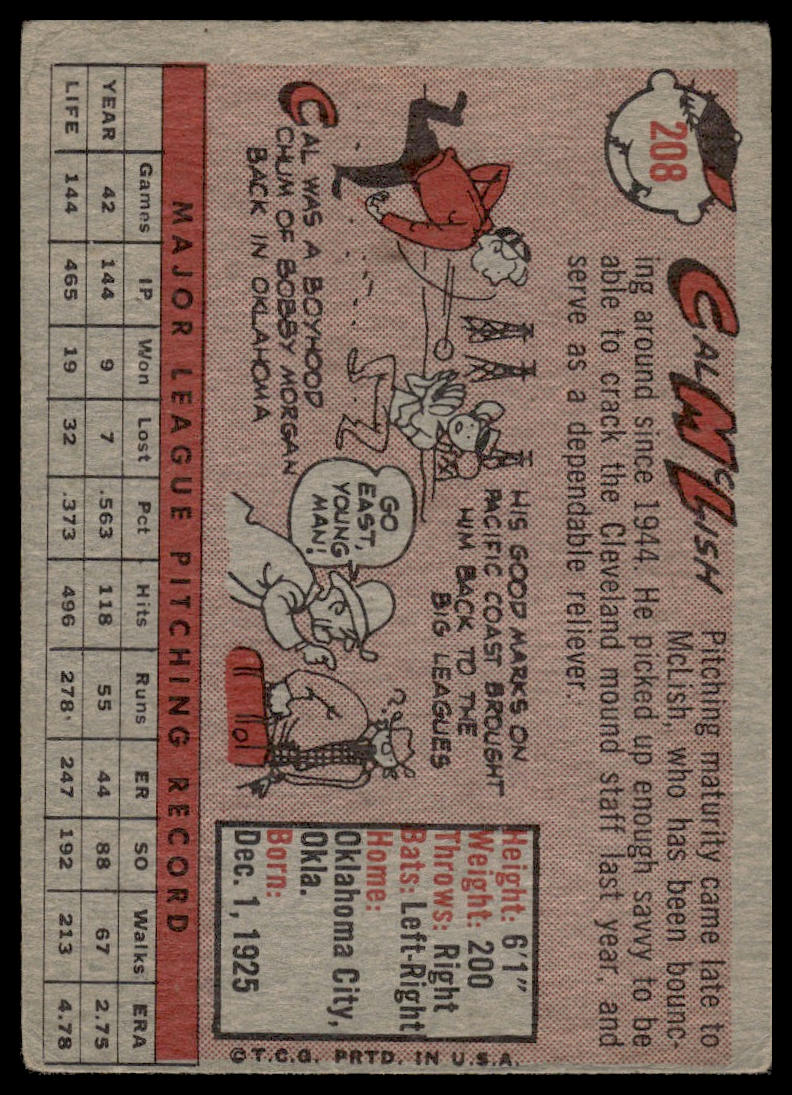 208
CAL McLISH
Pitching maturity came late to
McLish, who has been bounc-
ing around since 1944. He picked up enough savvy to be
able to crack the Cleveland mound staff last year, and
serve as a dependable reliever.
CAL WAS A BOYHOOD
CHUM OF BOBBY MORGAN
BACK IN OKLAHOMA
HIS GOOD MARKS ON
PACIFIC COAST BROUGHT
HIM BACK TO THE
BIG LEAGUES
GO
EAST,
YOUNG
MAN!
Height: 6'1"
Weight: 200
Throws: Right
Bats: Left-Right
Home:
Oklahoma City,
Okla.
Born:
Dec. 1, 1925
©T.C.G. PRTD. IN U.S.A.
MAJOR LEAGUE PITCHING RECORD
Games IP. Won Lost Pct Hits Runs ER SO Walks ERA
YEAR 42 144 9 7 .563 118 55 44 88 67 2.75
LIFE 144 465 19 32 .373 496 278 247 192 213 4.78